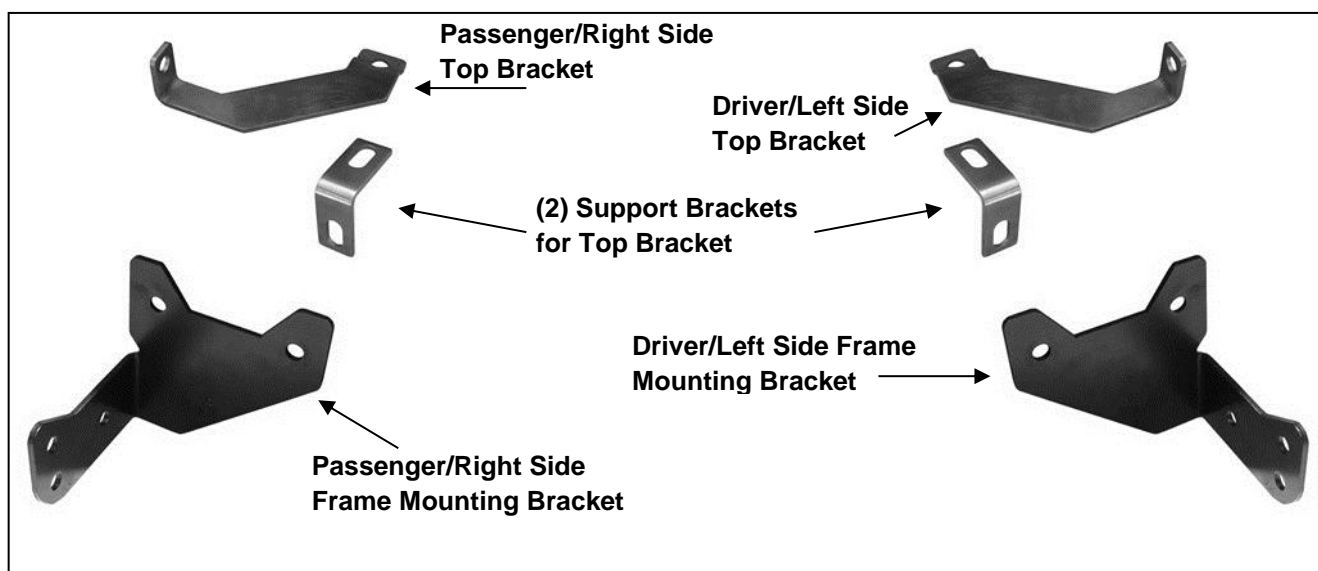 Passenger/Right Side
Top Bracket
Driver/Left Side
Top Bracket
(2) Support Brackets
for Top Bracket
Driver/Left Side Frame
Mounting Bracket
Passenger/Right Side
Frame Mounting Bracket